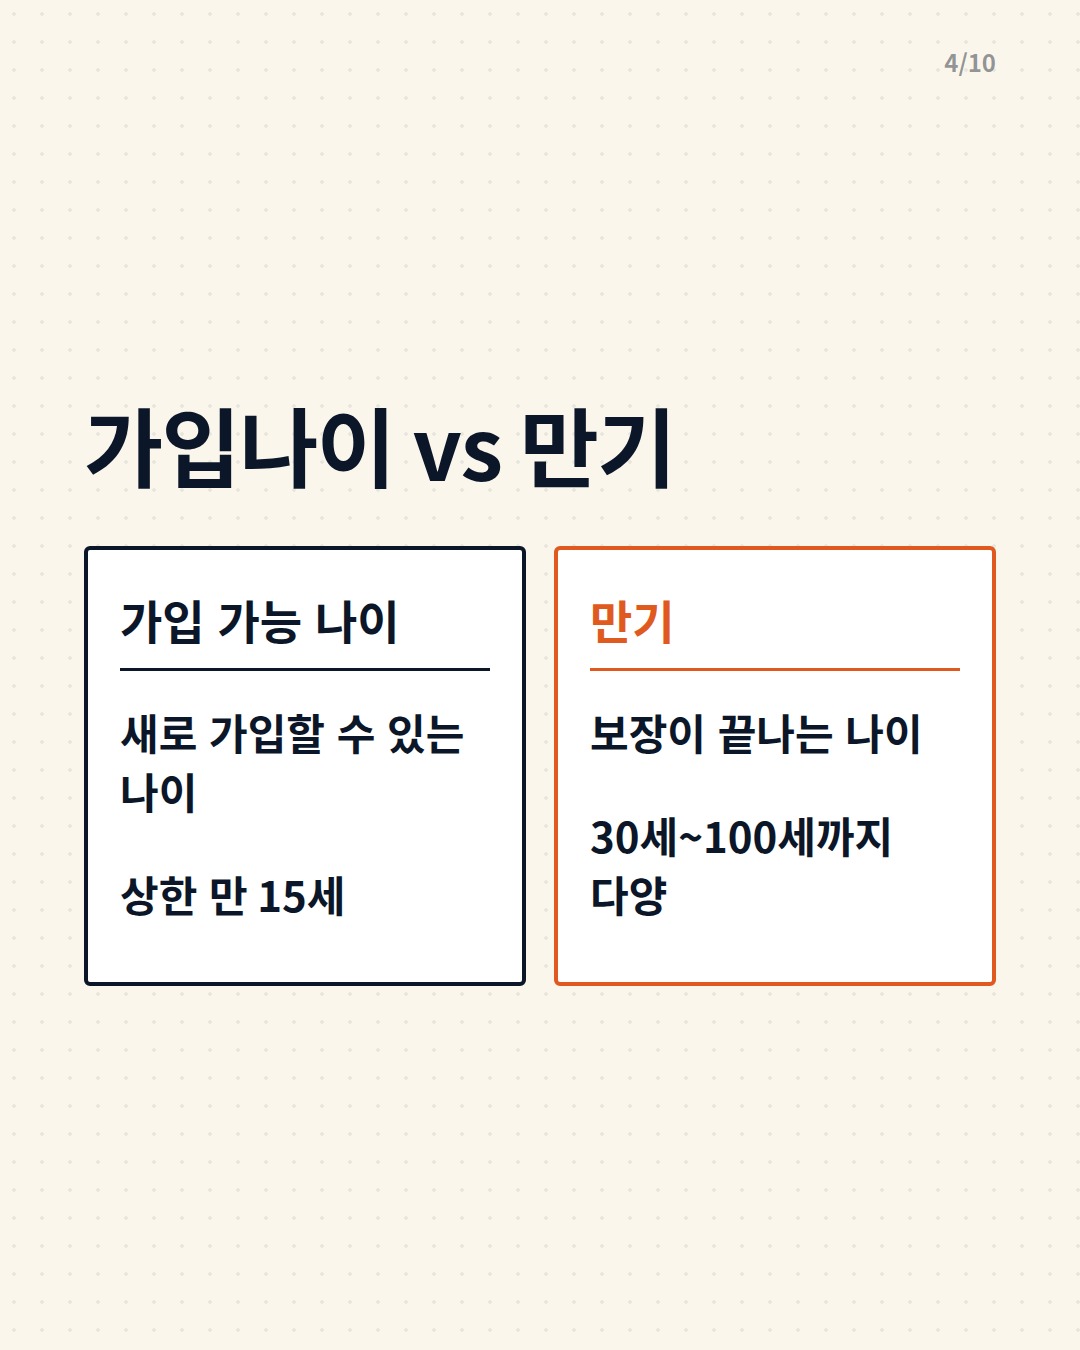 4/10
가입나이 vs 만기
가입 가능 나이
새로 가입할 수 있는
나이
상한 만 15세
만기
보장이 끝나는 나이
30세~100세까지
다양